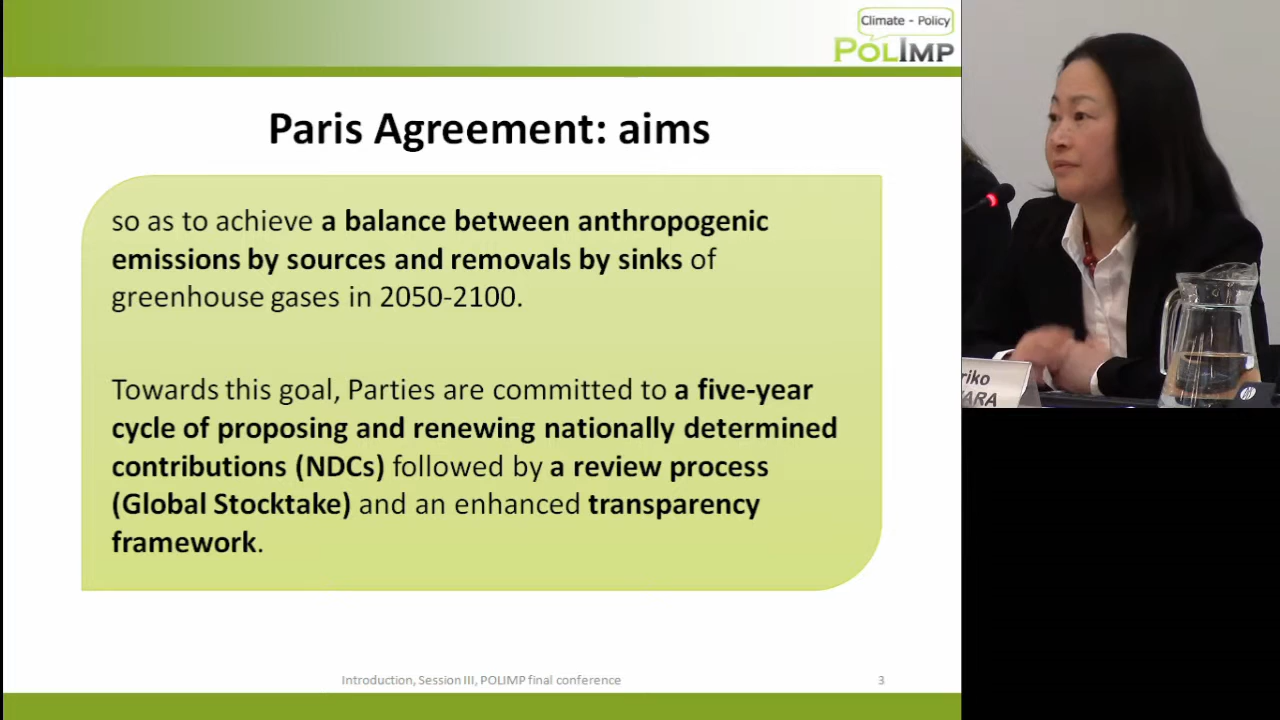 Climate - Policy
POLIMP
Paris Agreement: aims
so as to achieve a balance between anthropogenic
emissions by sources and removals by sinks of
greenhouse gases in 2050-2100.
Towards this goal, Parties are committed to a five-year
cycle of proposing and renewing nationally determined
contributions (NDCs) followed by a review process
(Global Stocktake) and an enhanced transparency
framework.
riko
ARA
hp
Introduction, Session III, POLIMP final conference
3